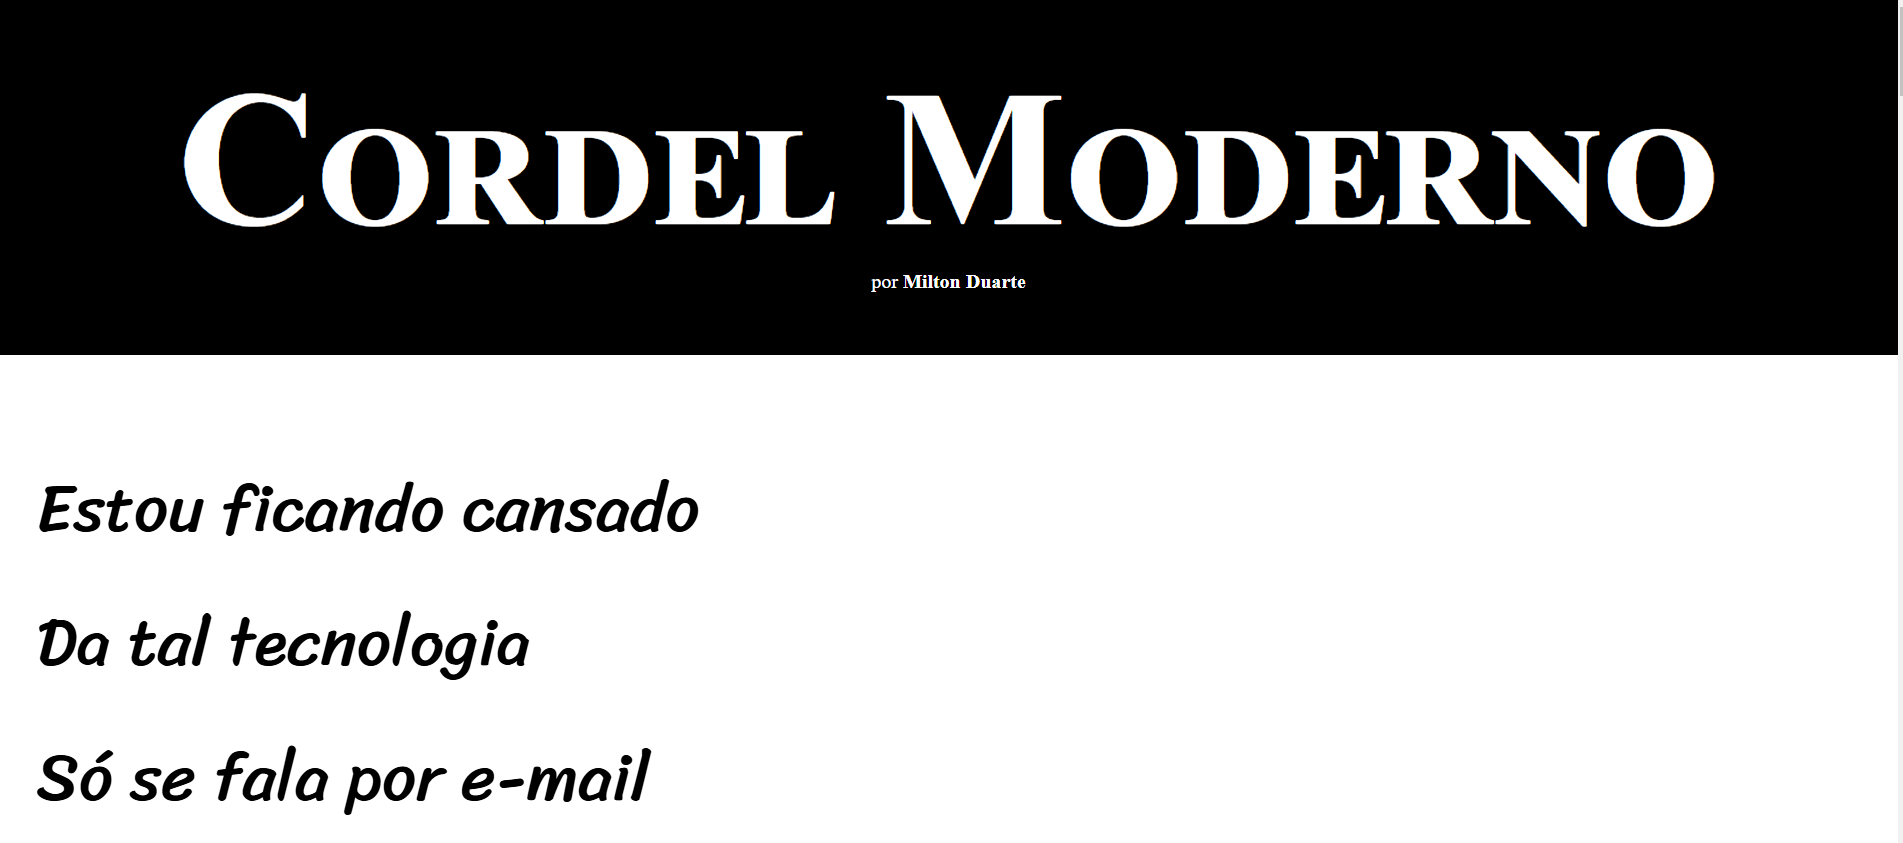 Cordel Moderno
por Milton Duarte
Estou ficando cansado
Da tal tecnologia
Só se fala por e-mail